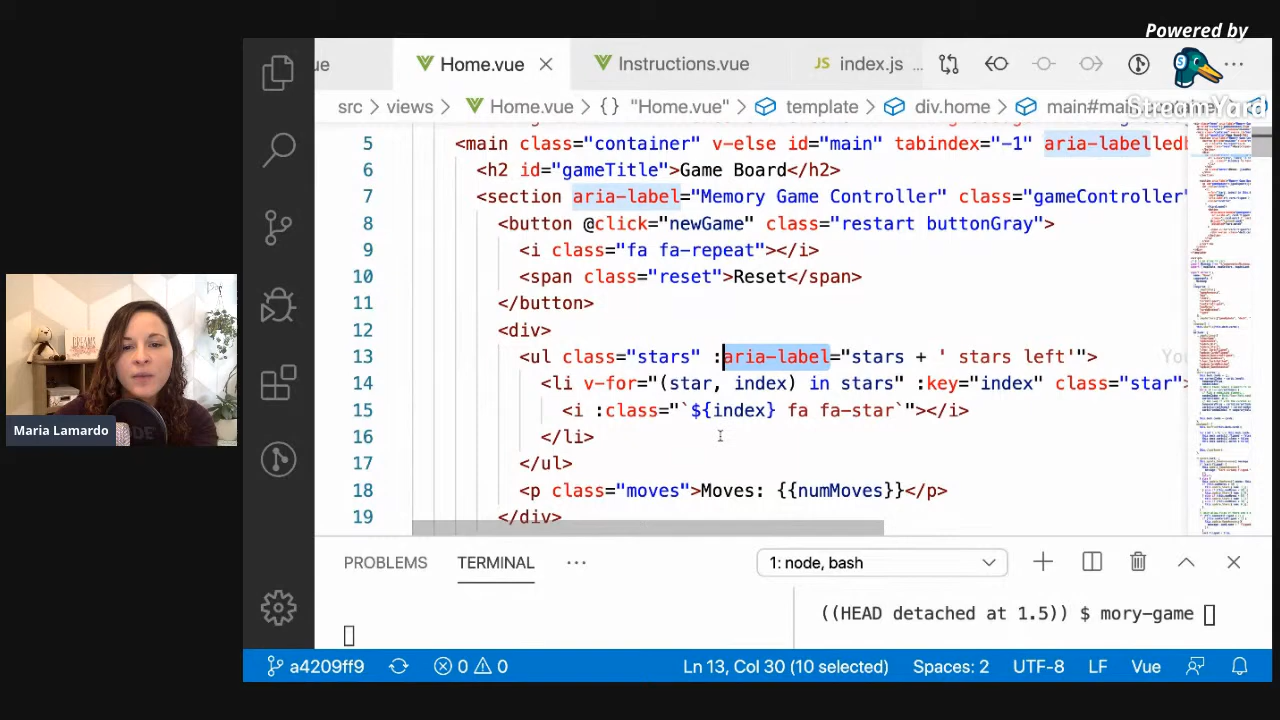 Powered by
StreamYard
ue
Home.vue
Instructions.vue
JS index.js ...
src > views > Home.vue > {} "Home.vue" > template > div.home >
5 <main class="container" v-else id="main" tabindex="-1" aria-labelledb
6 <h2 id="gameTitle">Game Board</h2>
7 <section aria-label="Memory Game Controller" class="gameController"
8 <button @click="newGame" class="restart buttonGray">
9 <i class="fa fa-repeat"></i>
10 <span class="reset">Reset</span>
11 </button>
12 <div>
13 <ul class="stars" :aria-label="stars + ' stars left'">
14 <li v-for="(star, index) in stars" :key="index" class="star"
15 <i :class="`${index} fa fa-star`"></i>
16 </li>
17 </ul>
18 <p class="moves">Moves: {{numMoves}}</p>
19 </div>
DREAMS
Maria Lamardo
PROBLEMS
TERMINAL
...
1: node, bash
((HEAD detached at 1.5)) $ mory-game
a4209ff9
0
0
Ln 13, Col 30 (10 selected)
Spaces: 2
UTF-8
LF
Vue